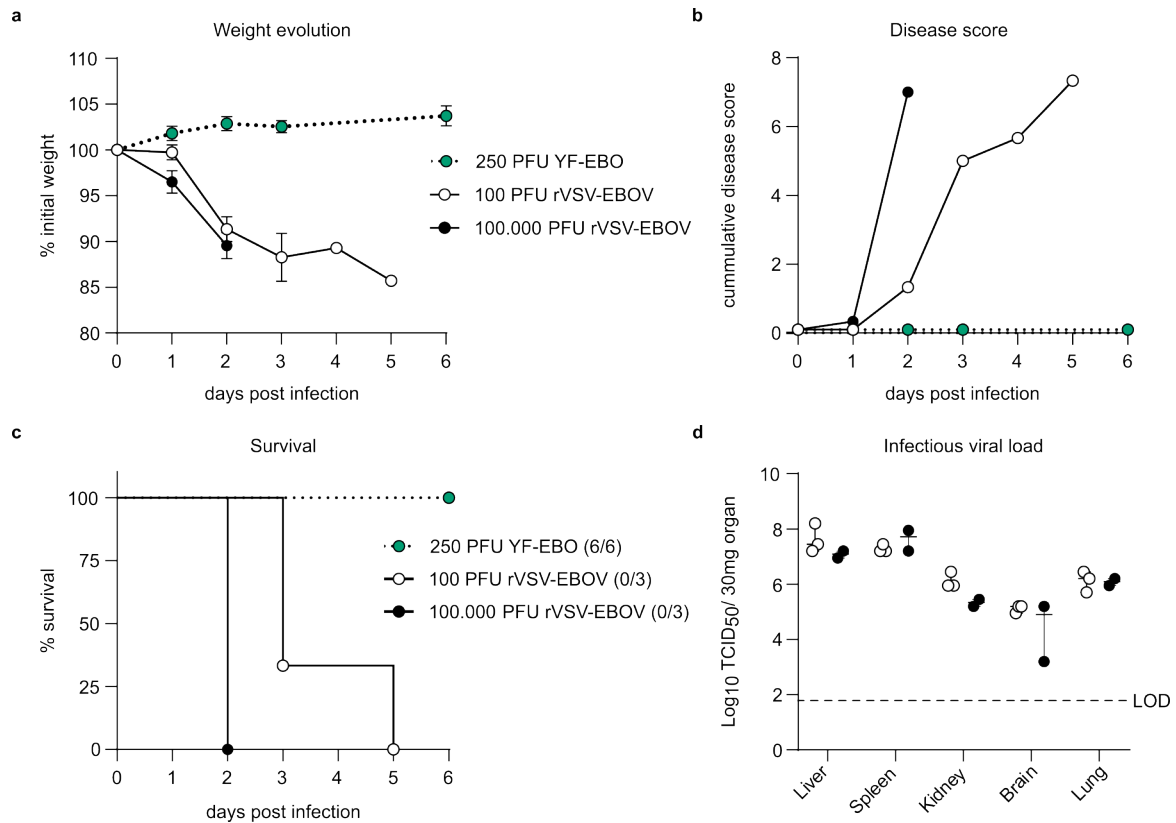 a
Weight evolution
110
105
100
95
90
85
80
% initial weight
0 1 2 3 4 5 6
days post infection
250 PFU YF-EBO
100 PFU rVSV-EBOV
100.000 PFU rVSV-EBOV
b
Disease score
8
6
4
2
0
cummulative disease score
0 1 2 3 4 5 6
days post infection
c
Survival
100
75
50
25
0
% survival
0 1 2 3 4 5 6
days post infection
250 PFU YF-EBO (6/6)
100 PFU rVSV-EBOV (0/3)
100.000 PFU rVSV-EBOV (0/3)
d
Infectious viral load
10
8
6
4
2
0
Log10 TCID50/ 30mg organ
LOD
Liver Spleen Kidney Brain Lung